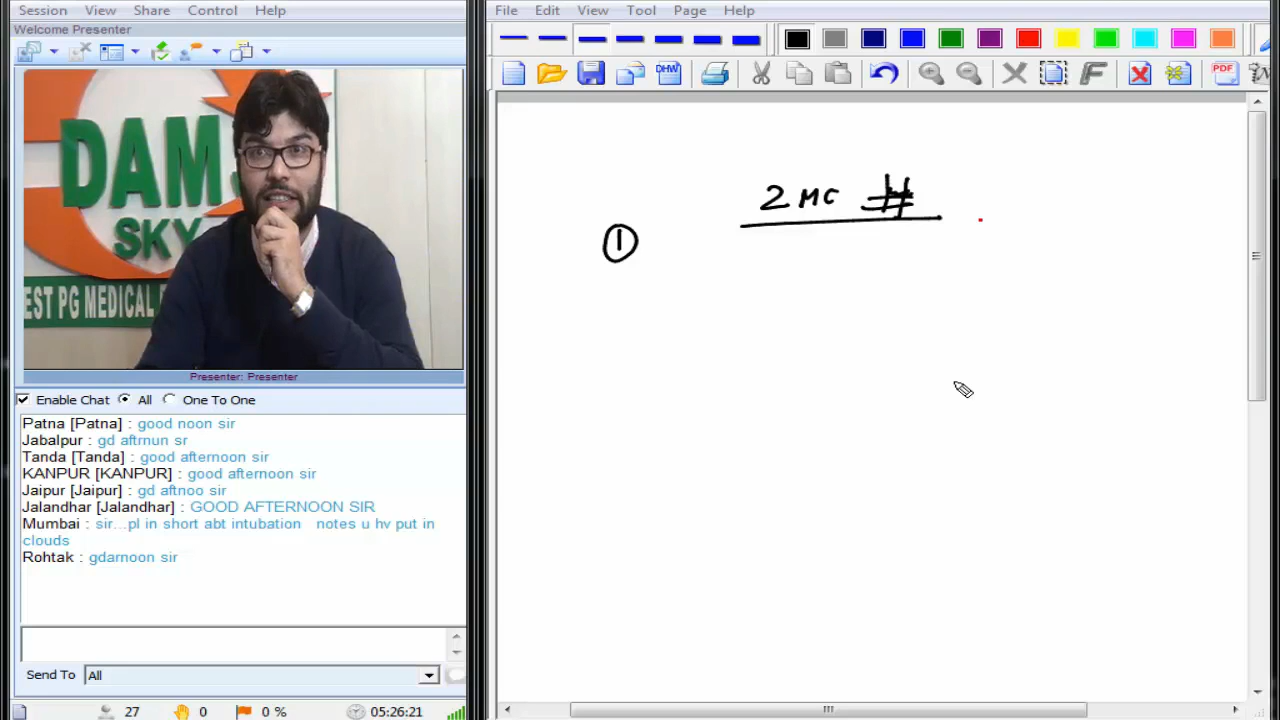 Session View Share Control Help
Welcome Presenter
DAMS
SKY
EST PG MEDICAL
Presenter: Presenter
Enable Chat All One To One
Patna [Patna] : good noon sir
Jabalpur : gd aftrnun sr
Tanda [Tanda] : good afternoon sir
KANPUR [KANPUR] : good afternoon sir
Jaipur [Jaipur] : gd aftnoo sir
Jalandhar [Jalandhar] : GOOD AFTERNOON SIR
Mumbai : sir...pl in short abt intubation notes u hv put in
clouds
Rohtak : gdarnoon sir
Send To All
27 0 0 % 05:26:21
File Edit View Tool Page Help
DHW PDF
2 MC #
1